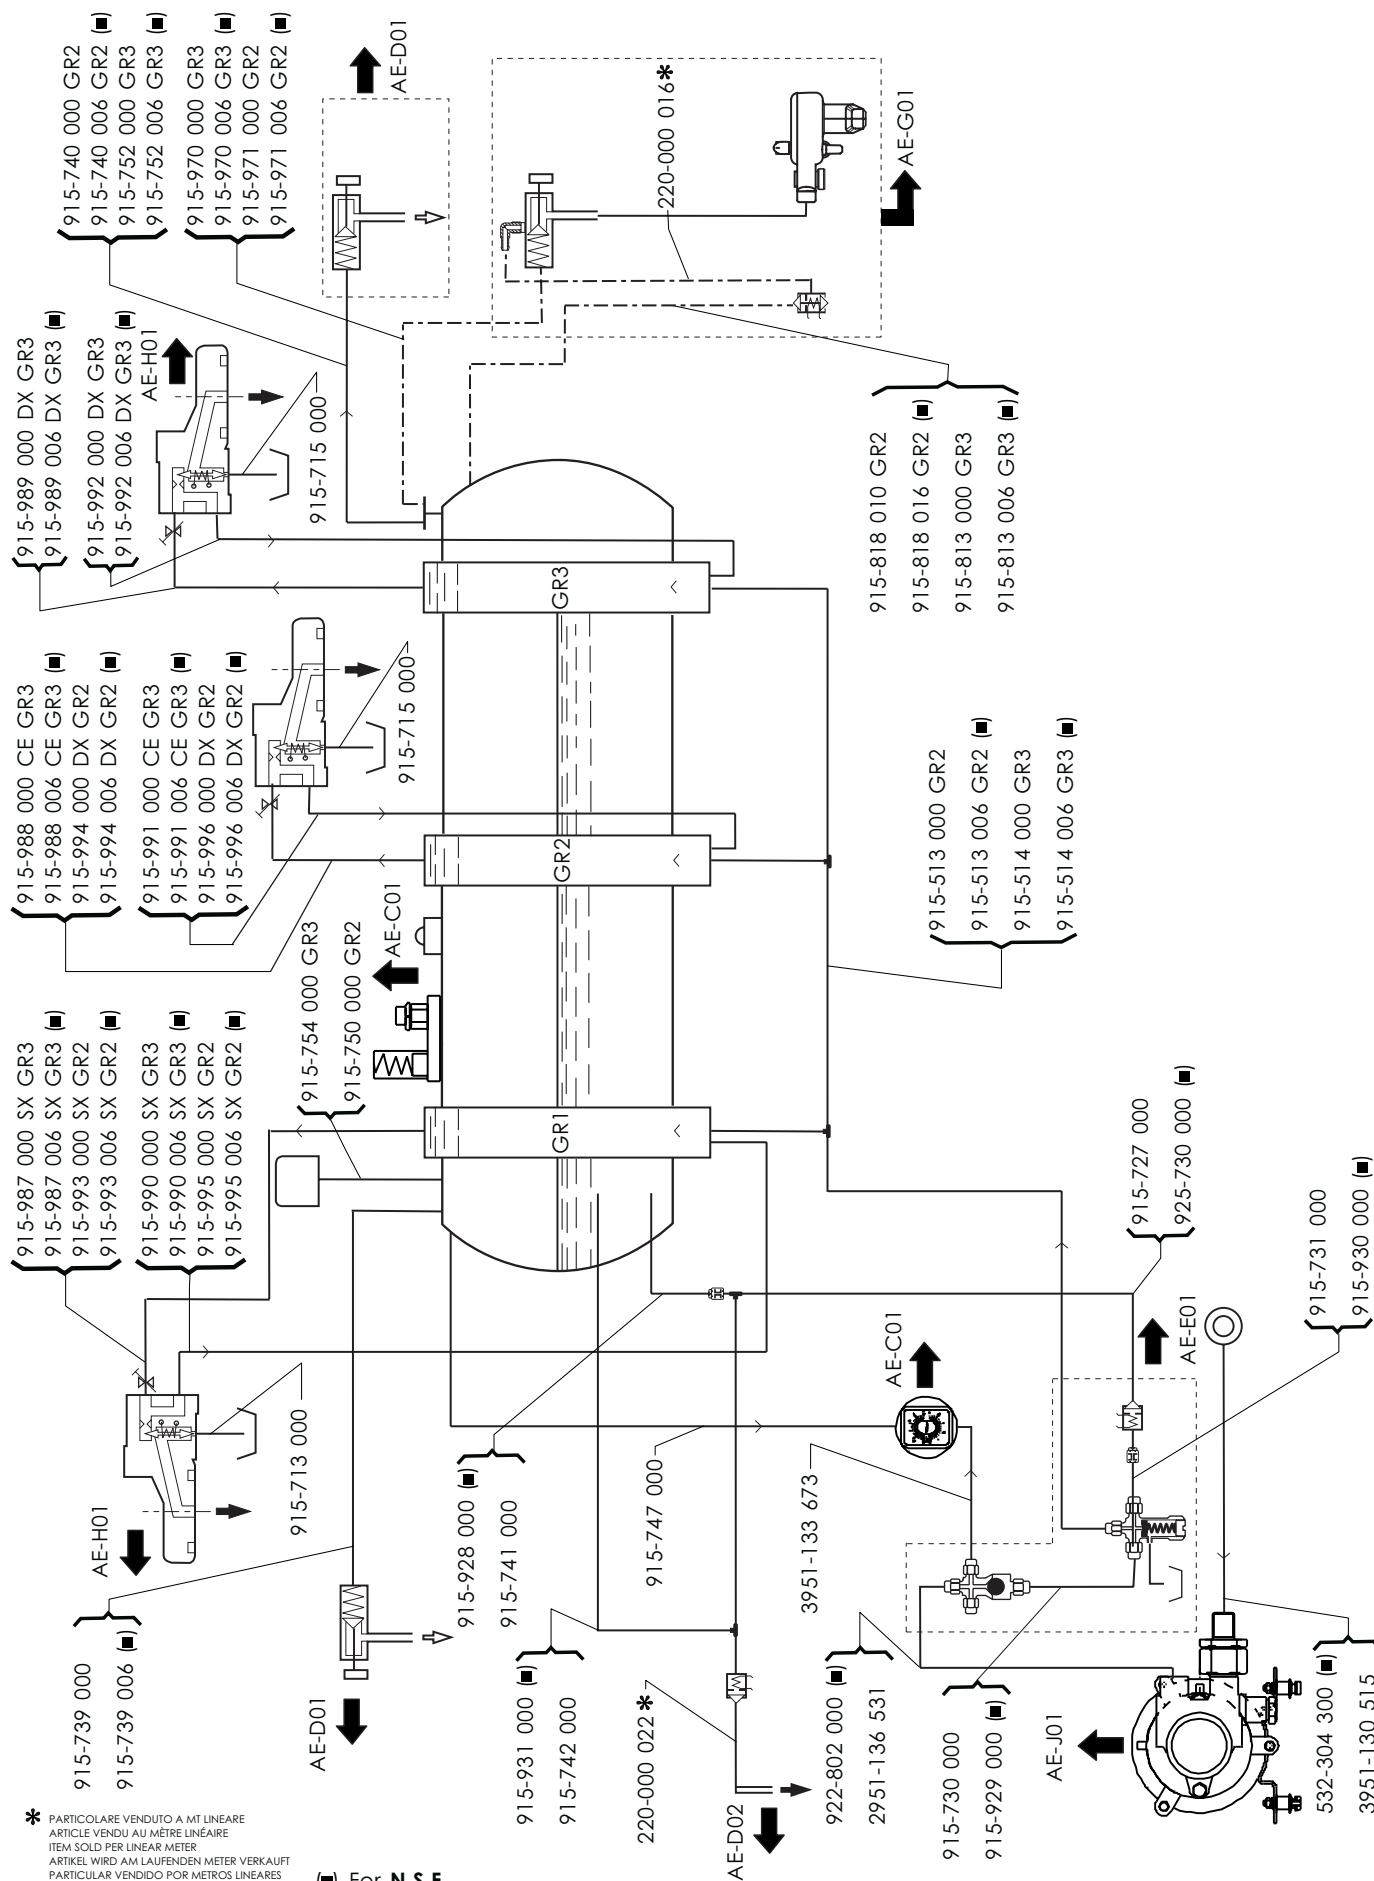 915-740 000 GR2
915-740 006 GR2 (■)
915-752 000 GR3
915-752 006 GR3 (■)
915-970 000 GR3
915-970 006 GR3 (■)
915-971 000 GR2
915-971 006 GR2 (■)
AE-D01
220-000 016*
AE-G01
915-989 000 DX GR3
915-989 006 DX GR3 (■)
915-992 000 DX GR3
915-992 006 DX GR3 (■)
AE-H01
915-715 000
GR3
915-818 010 GR2
915-818 016 GR2 (■)
915-813 000 GR3
915-813 006 GR3 (■)
915-988 000 CE GR3
915-988 006 CE GR3 (■)
915-994 000 DX GR2
915-994 006 DX GR2 (■)
915-991 000 CE GR3
915-991 006 CE GR3 (■)
915-996 000 DX GR2
915-996 006 DX GR2 (■)
915-715 000
GR2
915-513 000 GR2
915-513 006 GR2 (■)
915-514 000 GR3
915-514 006 GR3 (■)
AE-C01
915-754 000 GR3
915-750 000 GR2
915-987 000 SX GR3
915-987 006 SX GR3 (■)
915-993 000 SX GR2
915-993 006 SX GR2 (■)
915-990 000 SX GR3
915-990 006 SX GR3 (■)
915-995 000 SX GR2
915-995 006 SX GR2 (■)
GR1
915-727 000
925-730 000 (■)
915-731 000
915-930 000 (■)
AE-E01
AE-C01
915-713 000
AE-H01
915-928 000 (■)
915-741 000
915-747 000
3951-133 673
915-739 000
915-739 006 (■)
AE-D01
915-931 000 (■)
915-742 000
220-000 022*
AE-D02
922-802 000 (■)
2951-136 531
915-730 000
915-929 000 (■)
AE-J01
532-304 300 (■)
3951-130 515
* PARTICOLARE VENDUTO A MT LINEARE
ARTICLE VENDU AU MÈTRE LINÉAIRE
ITEM SOLD PER LINEAR METER
ARTIKEL WIRD AM LAUFENDEN METER VERKAUFT
PARTICULAR VENDIDO POR METROS LINEARES
(■) For N.S.F.